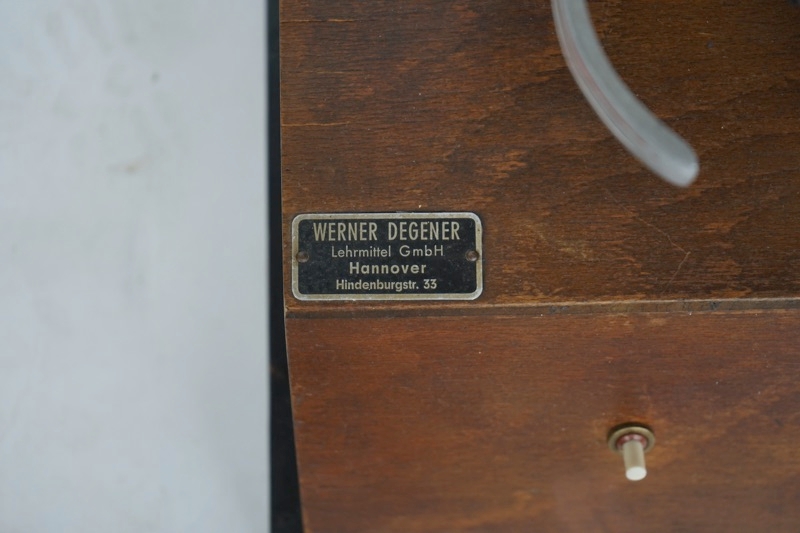 WERNER DEGENER
Lehrmittel GmbH
Hannover
Hindenburgstr. 33